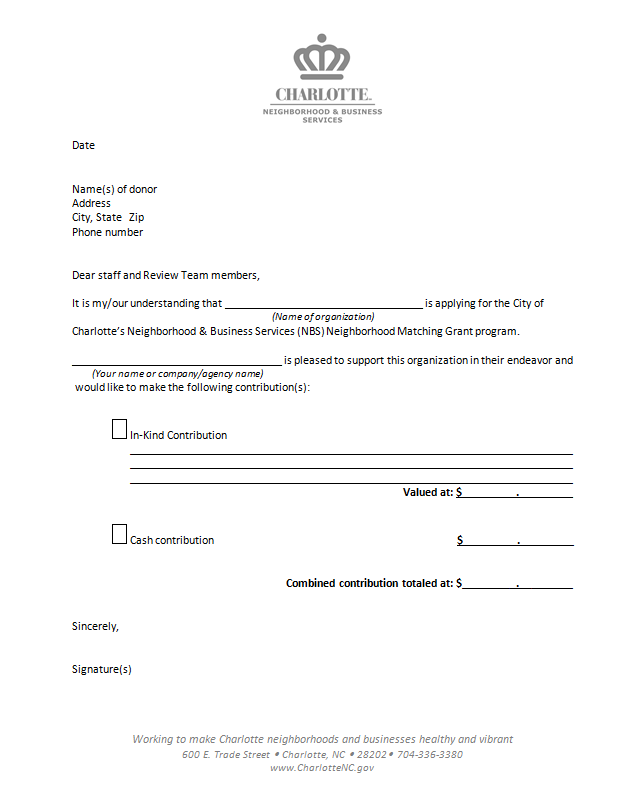 CHARLOTTE.
NEIGHBORHOOD & BUSINESS
SERVICES
Date
Name(s) of donor
Address
City, State  Zip
Phone number
Dear staff and Review Team members,
It is my/our understanding that ________________________________ is applying for the City of
(Name of organization)
Charlotte's Neighborhood & Business Services (NBS) Neighborhood Matching Grant program.
__________________________________ is pleased to support this organization in their endeavor and
(Your name or company/agency name)
would like to make the following contribution(s):
In-Kind Contribution
Valued at: $_________.________
Cash contribution $_________.________
Combined contribution totaled at: $_________.________
Sincerely,
Signature(s)
Working to make Charlotte neighborhoods and businesses healthy and vibrant
600 E. Trade Street • Charlotte, NC • 28202 • 704-336-3380
www.CharlotteNC.gov